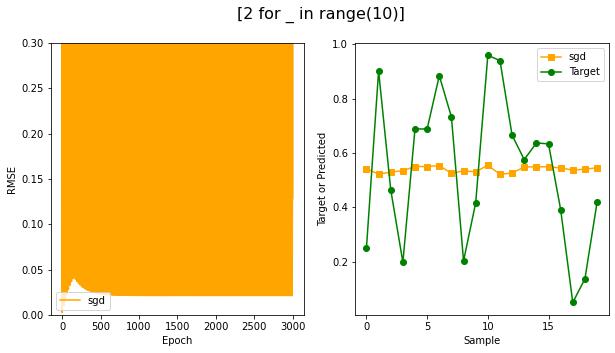 [2 for _ in range(10)]
0.30
0.25
0.20
0.15
0.10
0.05
0.00
RMSE
sgd
0 500 1000 1500 2000 2500 3000
Epoch
1.0
0.8
0.6
0.4
0.2
Target or Predicted
sgd
Target
0 5 10 15
Sample